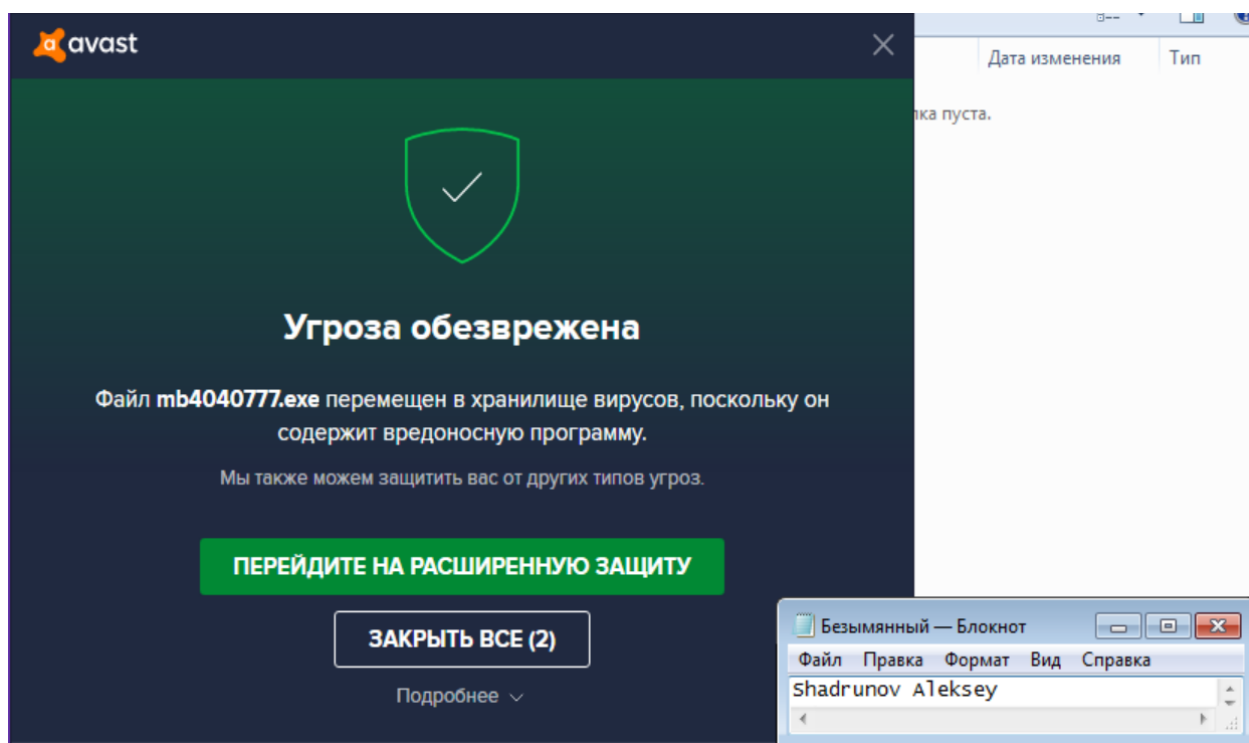 avast
Дата изменения Тип
пка пуста.
Угроза обезврежена
Файл mb4040777.exe перемещен в хранилище вирусов, поскольку он
содержит вредоносную программу.
Мы также можем защитить вас от других типов угроз.
ПЕРЕЙДИТЕ НА РАСШИРЕННУЮ ЗАЩИТУ
ЗАКРЫТЬ ВСЕ (2)
Подробнее
Безымянный — Блокнот
Файл Правка Формат Вид Справка
Shadrunov Aleksey